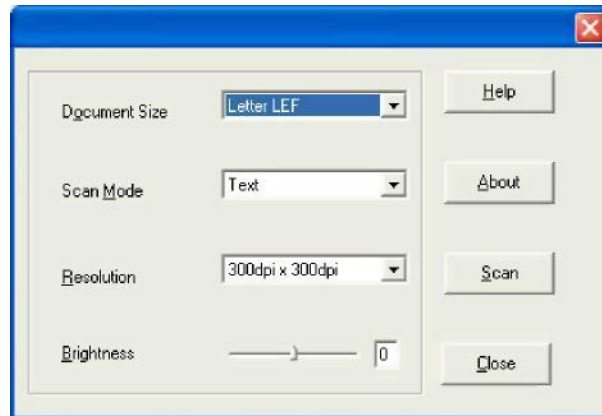 Document Size
Letter LEF
Help
Scan Mode
Text
About
Resolution
300dpi x 300dpi
Scan
Brightness
0
Close